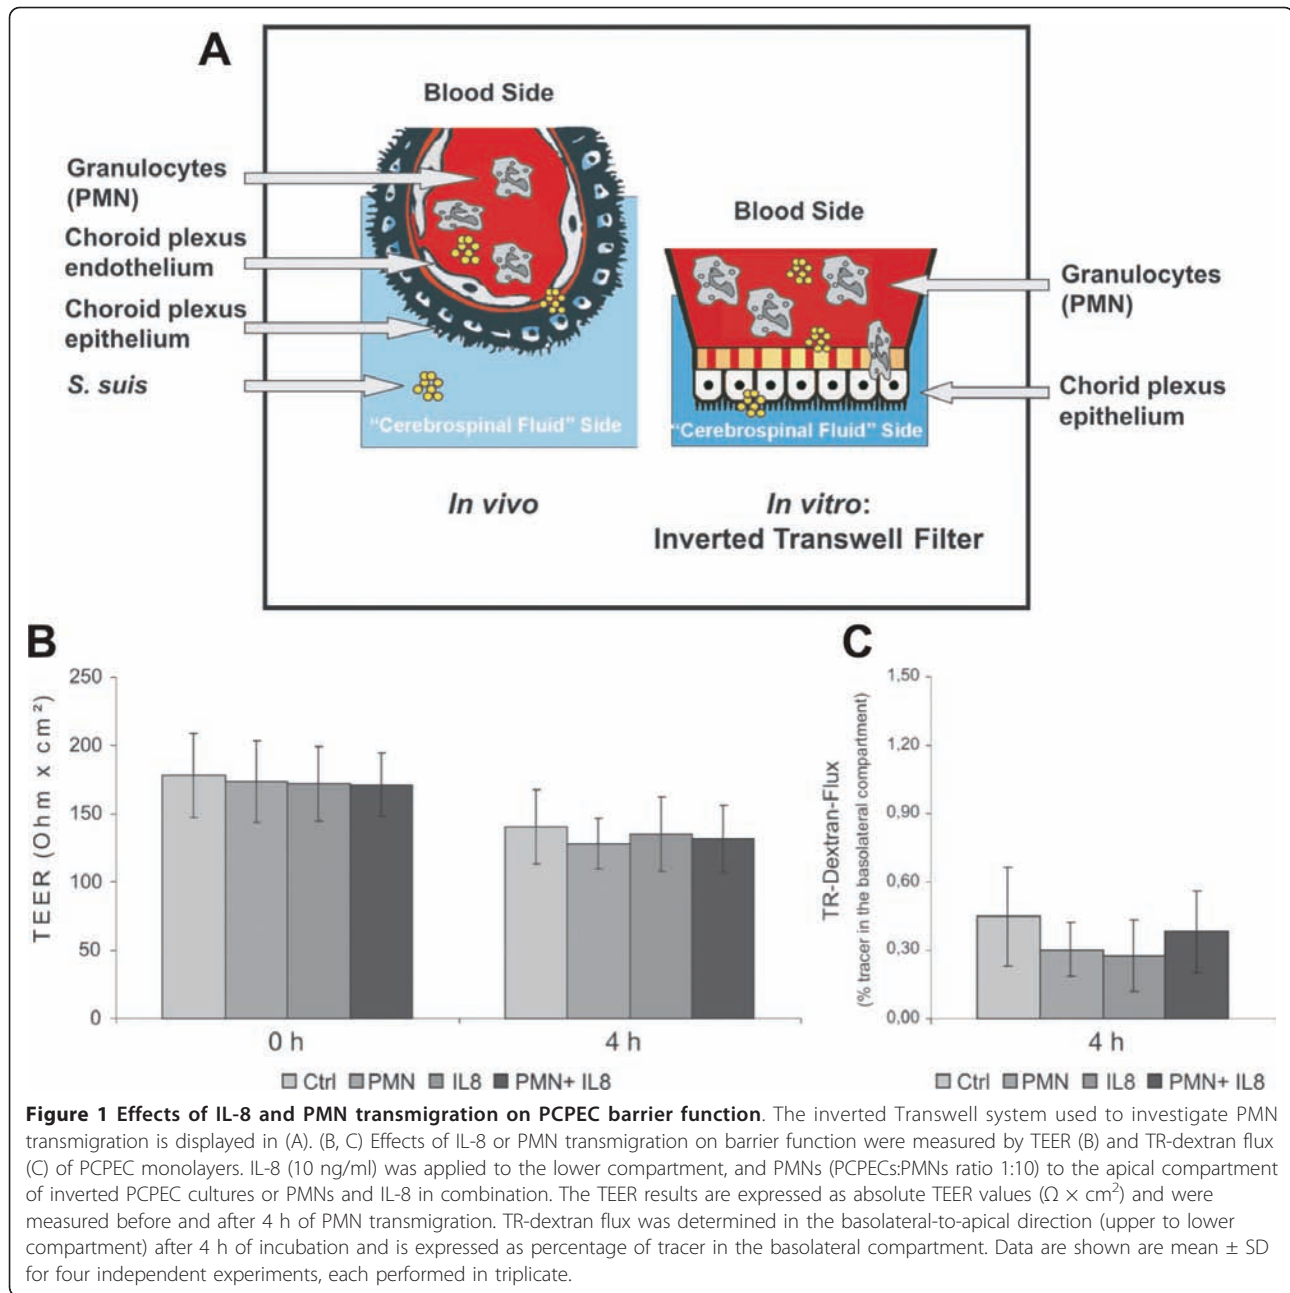 A
Blood Side
Granulocytes
(PMN)
Choroid plexus
endothelium
Choroid plexus
epithelium
S. suis
"Cerebrospinal Fluid" Side
In vivo
Blood Side
Granulocytes
(PMN)
Chorid plexus
epithelium
"Cerebrospinal Fluid" Side
In vitro:
Inverted Transwell Filter
B
TEER (Ohm x cm²)
250
200
150
100
50
0
0 h
4 h
Ctrl PMN IL8 PMN+ IL8
C
TR-Dextran-Flux
(% tracer in the basolateral compartment)
1,50
1,20
0,90
0,60
0,30
0,00
4 h
Ctrl PMN IL8 PMN+ IL8
Figure 1 Effects of IL-8 and PMN transmigration on PCPEC barrier function. The inverted Transwell system used to investigate PMN
transmigration is displayed in (A). (B, C) Effects of IL-8 or PMN transmigration on barrier function were measured by TEER (B) and TR-dextran flux
(C) of PCPEC monolayers. IL-8 (10 ng/ml) was applied to the lower compartment, and PMNs (PCPECs:PMNs ratio 1:10) to the apical compartment
of inverted PCPEC cultures or PMNs and IL-8 in combination. The TEER results are expressed as absolute TEER values (Ω × cm²) and were
measured before and after 4 h of PMN transmigration. TR-dextran flux was determined in the basolateral-to-apical direction (upper to lower
compartment) after 4 h of incubation and is expressed as percentage of tracer in the basolateral compartment. Data are shown are mean ± SD
for four independent experiments, each performed in triplicate.